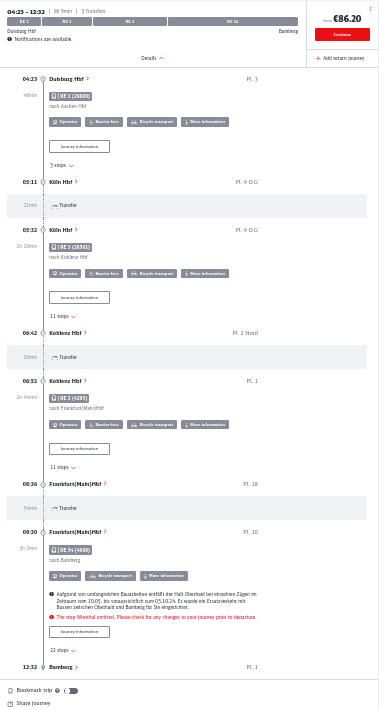 04:23 – 12:32 | 8h 9min | 3 Transfers
RE 1 RE 5 RE 2 RE 54
Duisburg Hbf Bamberg
Notifications are available.
Details
€86.20
Continue
Add return journey
04:23 Duisburg Hbf Pl. 3
48min RE 1 (26800)
nach Aachen Hbf
Operator Barrier-free Bicycle transport More information
Journey information
3 stops
05:11 Köln Hbf Pl. 9 D-G
21min Transfer
05:32 Köln Hbf Pl. 9 D-G
1h 10min RE 5 (28501)
nach Koblenz Hbf
Operator Barrier-free Bicycle transport More information
Journey information
11 stops
06:42 Koblenz Hbf Pl. 2 Nord
10min Transfer
06:52 Koblenz Hbf Pl. 1
1h 44min RE 2 (4295)
nach Frankfurt(Main)Hbf
Operator Barrier-free Bicycle transport More information
Journey information
11 stops
08:36 Frankfurt(Main)Hbf Pl. 18
54min Transfer
09:30 Frankfurt(Main)Hbf Pl. 10
3h 2min RE 54 (4609)
nach Bamberg
Operator Bicycle transport More information
Aufgrund von umfangreichen Bauarbeiten entfällt der Halt Oberhaid bei einzelnen Zügen im
Zeitraum vom 10.05. bis voraussichtlich zum 05.10.24. Es wurde ein Ersatzverkehr mit
Bussen zwischen Oberhaid und Bamberg für Sie eingerichtet.
The stop Wernthal omitted. Please check for any changes to your journey prior to departure.
Journey information
22 stops
12:32 Bamberg Pl. 1
Bookmark trip
Share journey